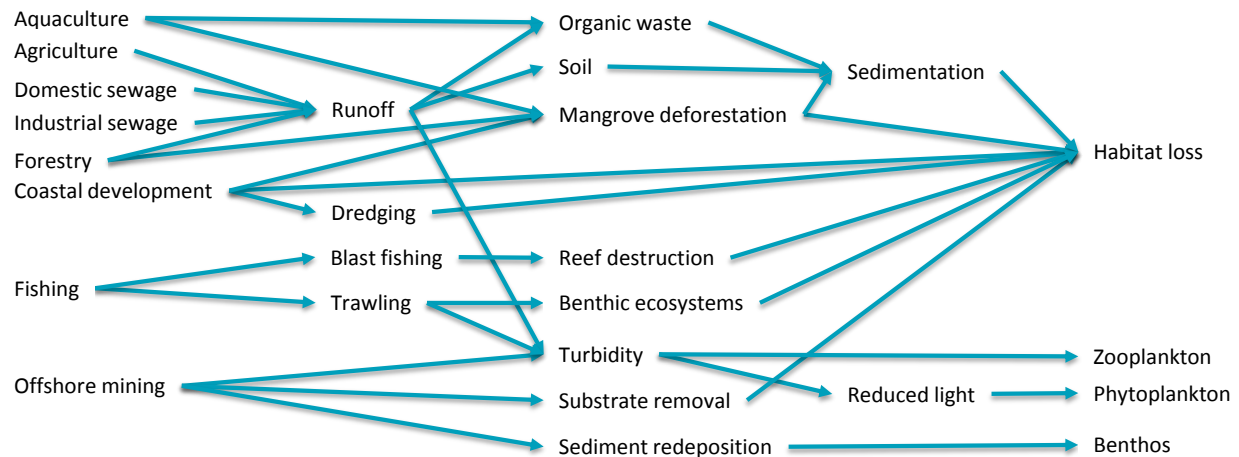 Aquaculture
Agriculture
Domestic sewage
Industrial sewage
Forestry
Coastal development
Fishing
Offshore mining
Runoff
Dredging
Blast fishing
Trawling
Organic waste
Soil
Mangrove deforestation
Reef destruction
Benthic ecosystems
Turbidity
Substrate removal
Sediment redeposition
Sedimentation
Reduced light
Habitat loss
Zooplankton
Phytoplankton
Benthos